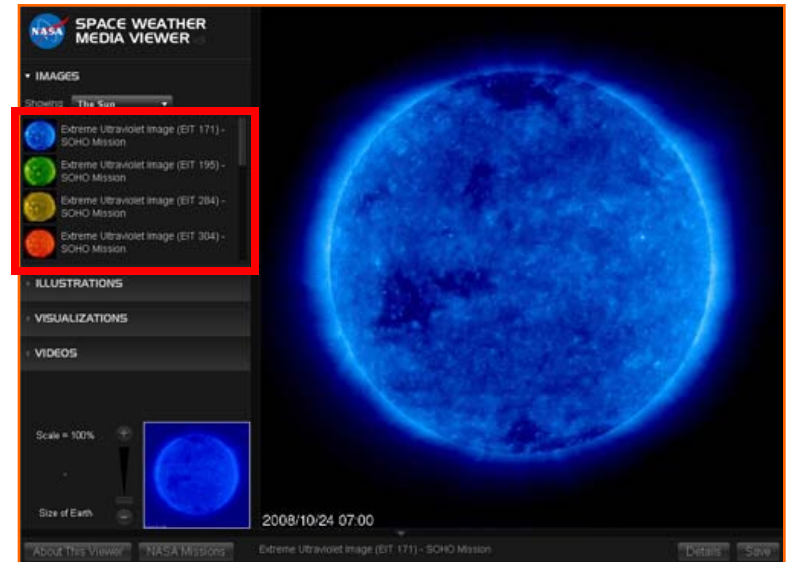 NASA
SPACE WEATHER
MEDIA VIEWER
IMAGES
Showing: The Sun
Extreme Ultraviolet Image (EIT 171) -
SOHO Mission
Extreme Ultraviolet Image (EIT 195) -
SOHO Mission
Extreme Ultraviolet Image (EIT 284) -
SOHO Mission
Extreme Ultraviolet Image (EIT 304) -
SOHO Mission
ILLUSTRATIONS
VISUALIZATIONS
VIDEOS
Scale = 100%
Size of Earth
2008/10/24 07:00
About This Viewer
NASA Missions
Extreme Ultraviolet Image (EIT 171) - SOHO Mission
Details
Save